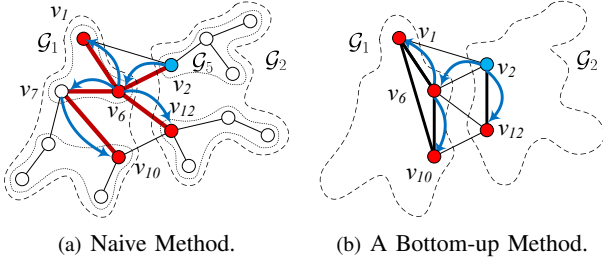 v1
G1
G5
G2
v7
v2
v6
v12
v10
(a) Naive Method.
G1
v1
G2
v2
v6
v12
v10
(b) A Bottom-up Method.